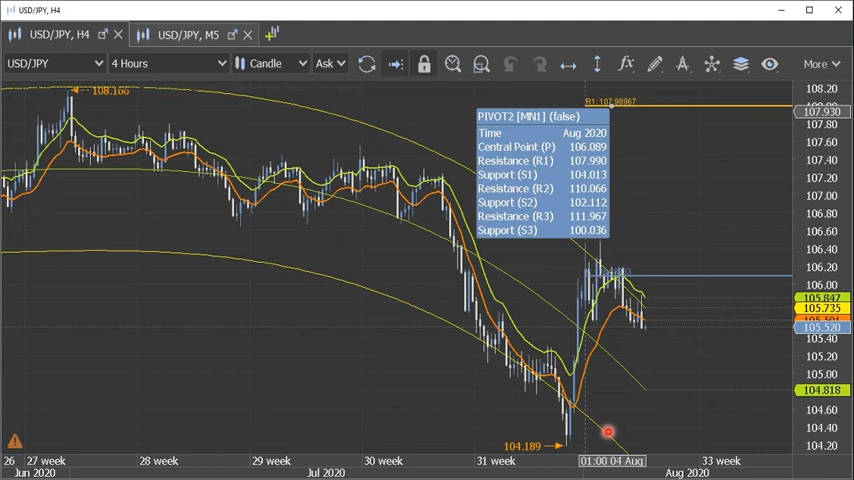 USD/JPY, H4
USD/JPY, H4
USD/JPY, M5
USD/JPY
4 Hours
Candle
Ask
More
108.166
R1: 107.98967
PIVOT2 [MN1] (false)
Time Aug 2020
Central Point (P) 106.089
Resistance (R1) 107.990
Support (S1) 104.013
Resistance (R2) 110.066
Support (S2) 102.112
Resistance (R3) 111.967
Support (S3) 100.036
104.189
108.20
107.930
107.80
107.60
107.40
107.20
107.00
106.80
106.60
106.40
106.20
106.00
105.847
105.735
105.520
105.40
105.20
105.00
104.818
104.60
104.40
104.20
26 27 week 28 week 29 week 30 week 31 week 01:00 04 Aug 33 week
Jun 2020 Jul 2020 Aug 2020